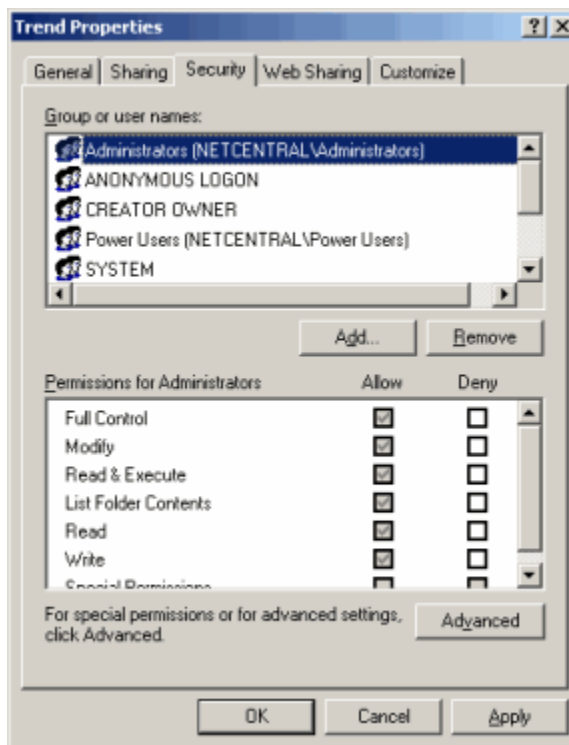 Trend Properties
General Sharing Security Web Sharing Customize
Group or user names:
Administrators (NETCENTRAL\Administrators)
ANONYMOUS LOGON
CREATOR OWNER
Power Users (NETCENTRAL\Power Users)
SYSTEM
Add... Remove
Permissions for Administrators Allow Deny
Full Control
Modify
Read & Execute
List Folder Contents
Read
Write
Special Permissions
For special permissions or for advanced settings,
click Advanced.
Advanced
OK Cancel Apply